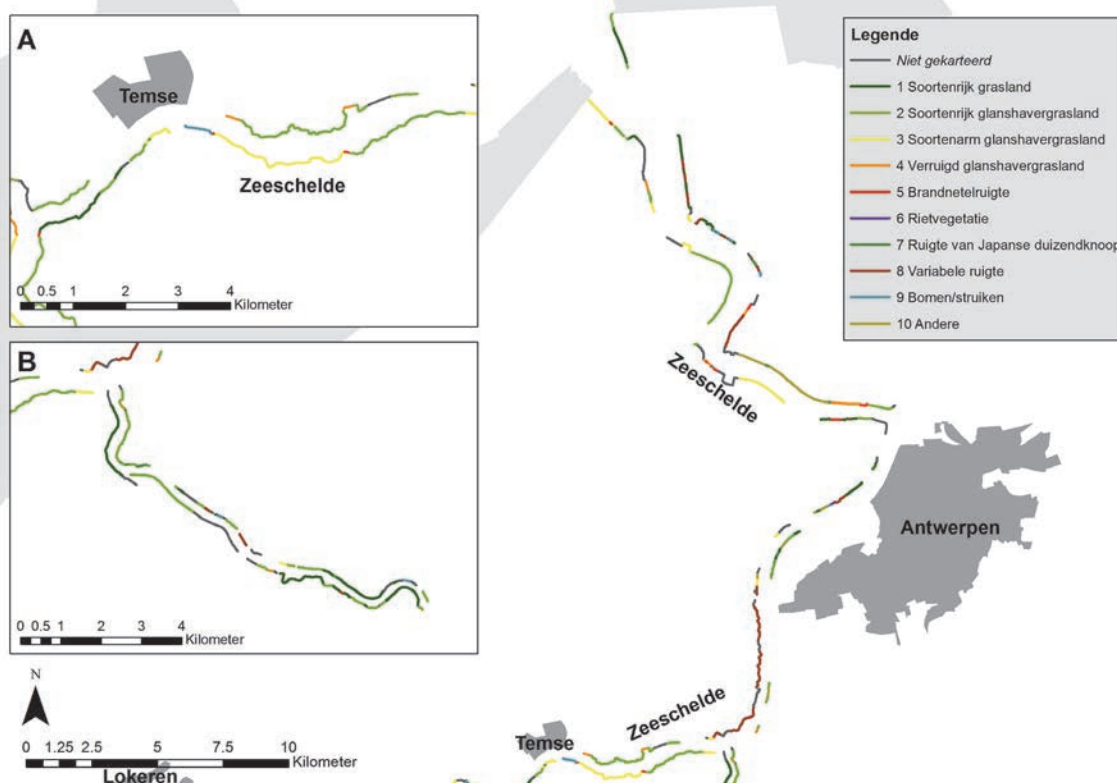 A
Temse
Zeeschelde
0 0.5 1 2 3 4
Kilometer
B
0 0.5 1 2 3 4
Kilometer
N
0 1.25 2.5 5 7.5 10
Kilometer
Lokeren
Legende
Niet gekarteerd
1 Soortenrijk grasland
2 Soortenrijk glanshavergrasland
3 Soortenarm glanshavergrasland
4 Verruigd glanshavergrasland
5 Brandnetelruigte
6 Rietvegetatie
7 Ruigte van Japanse duizendknoop
8 Variabele ruigte
9 Bomen/struiken
10 Andere
Zeeschelde
Antwerpen
Zeeschelde
Temse